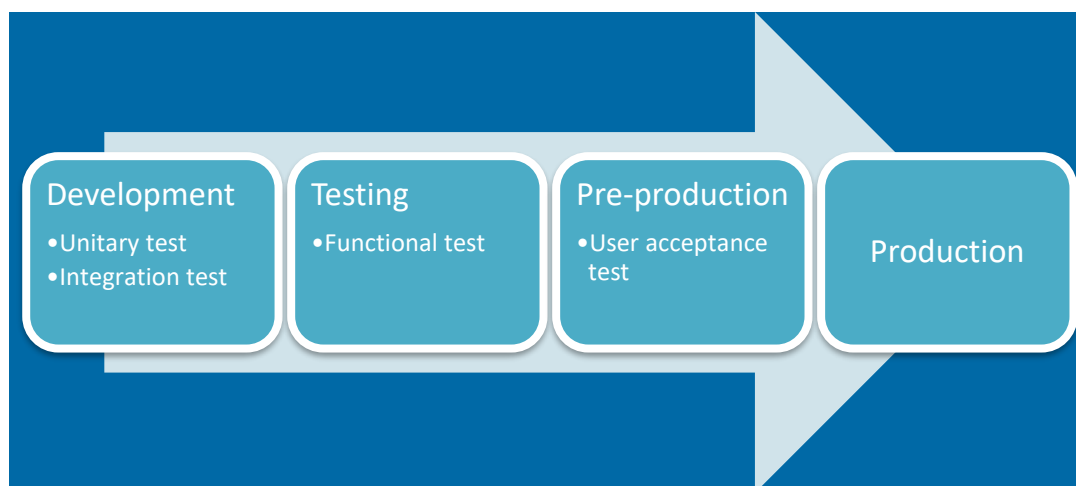 Development
•Unitary test
•Integration test
Testing
•Functional test
Pre-production
•User acceptance
test
Production